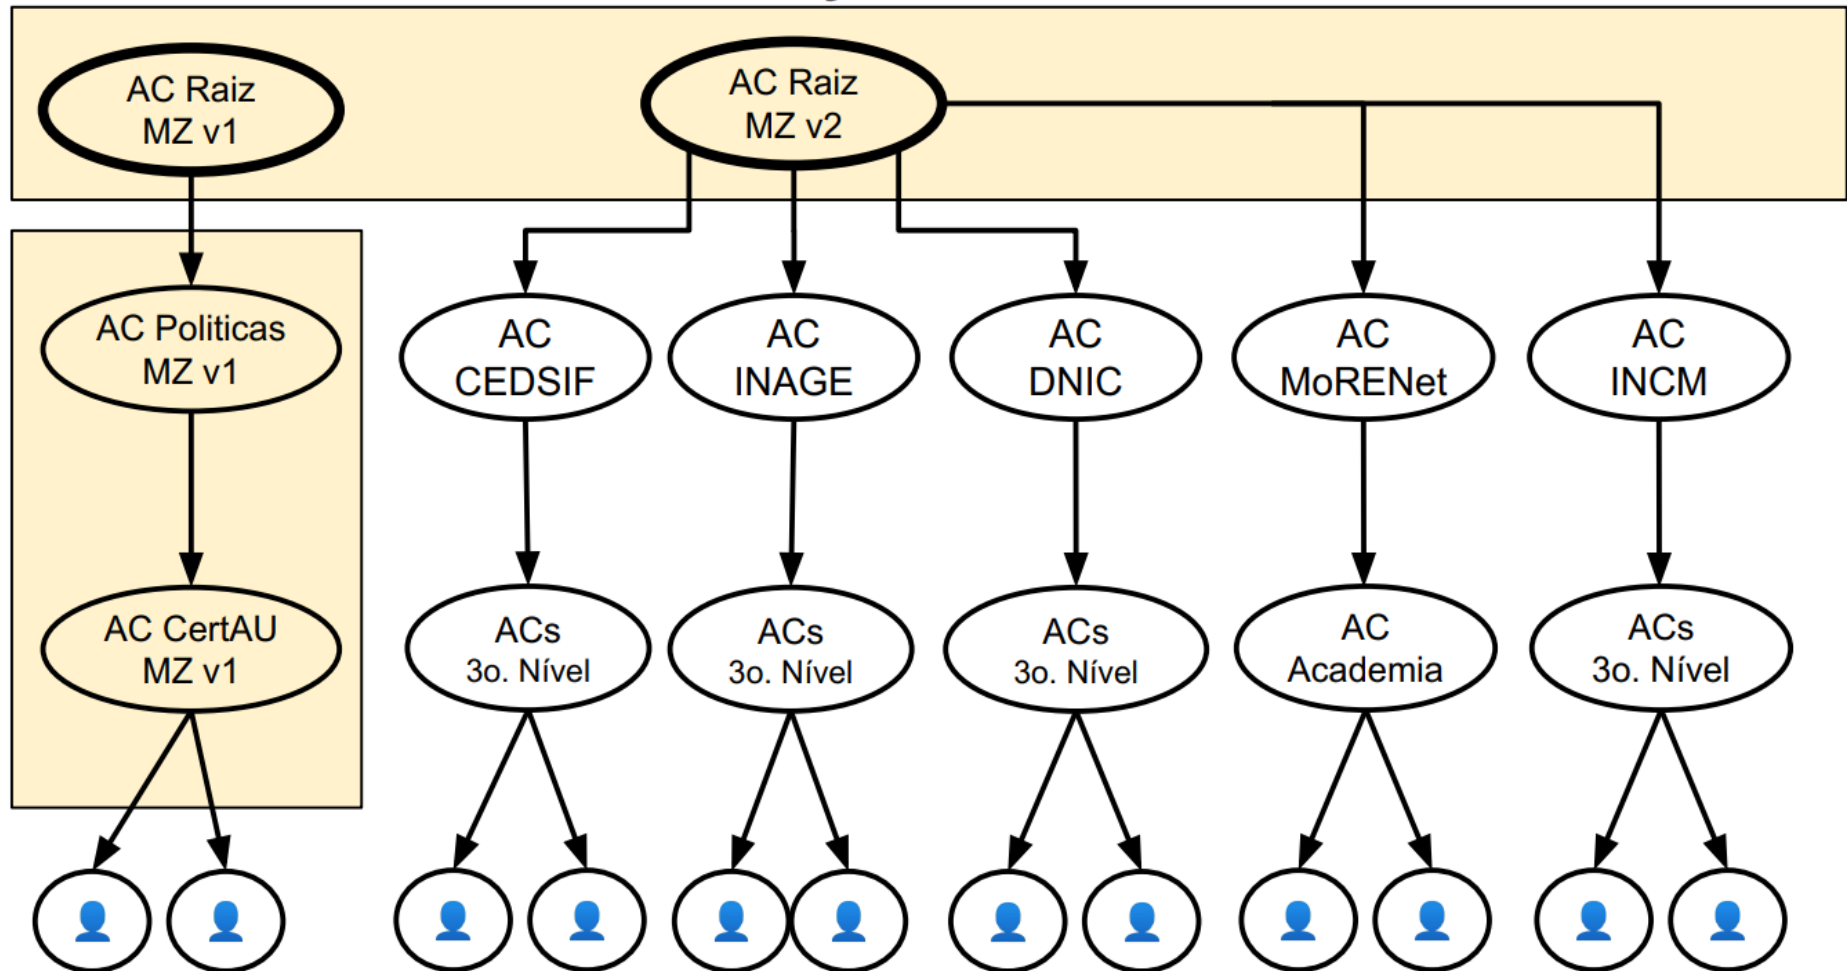 AC Raiz
MZ v1
AC Raiz
MZ v2
AC Politicas
MZ v1
AC
CEDSIF
AC
INAGE
AC
DNIC
AC
MoRENet
AC
INCM
AC CertAU
MZ v1
ACs
3o. Nível
ACs
3o. Nível
ACs
3o. Nível
AC
Academia
ACs
3o. Nível